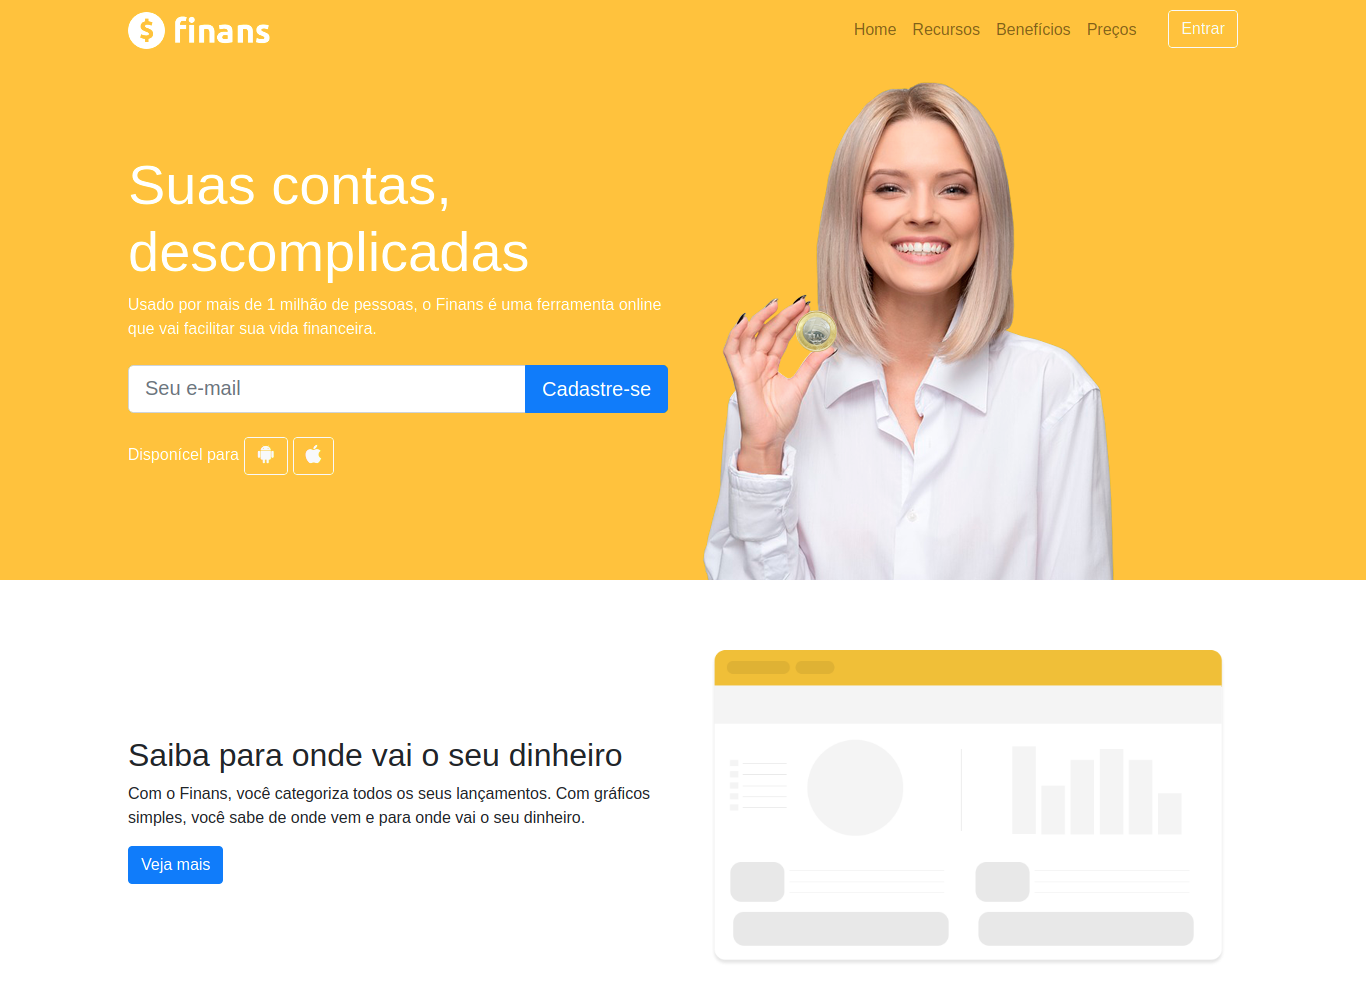 $ finans
Home Recursos Benefícios Preços Entrar
Suas contas,
descomplicadas
Usado por mais de 1 milhão de pessoas, o Finans é uma ferramenta online
que vai facilitar sua vida financeira.
Seu e-mail Cadastre-se
Disponícel para
Saiba para onde vai o seu dinheiro
Com o Finans, você categoriza todos os seus lançamentos. Com gráficos
simples, você sabe de onde vem e para onde vai o seu dinheiro.
Veja mais